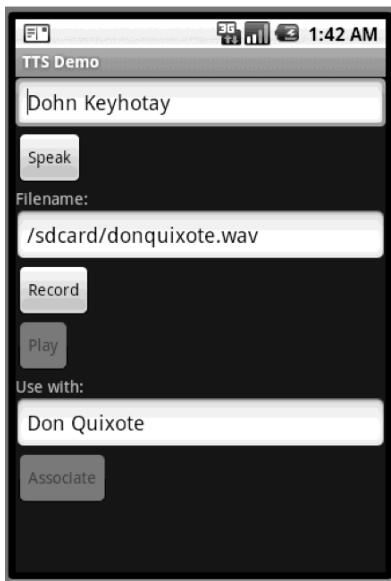 3G 1:42 AM
TTS Demo
Dohn Keyhotay
Speak
Filename:
/sdcard/donquixote.wav
Record
Play
Use with:
Don Quixote
Associate